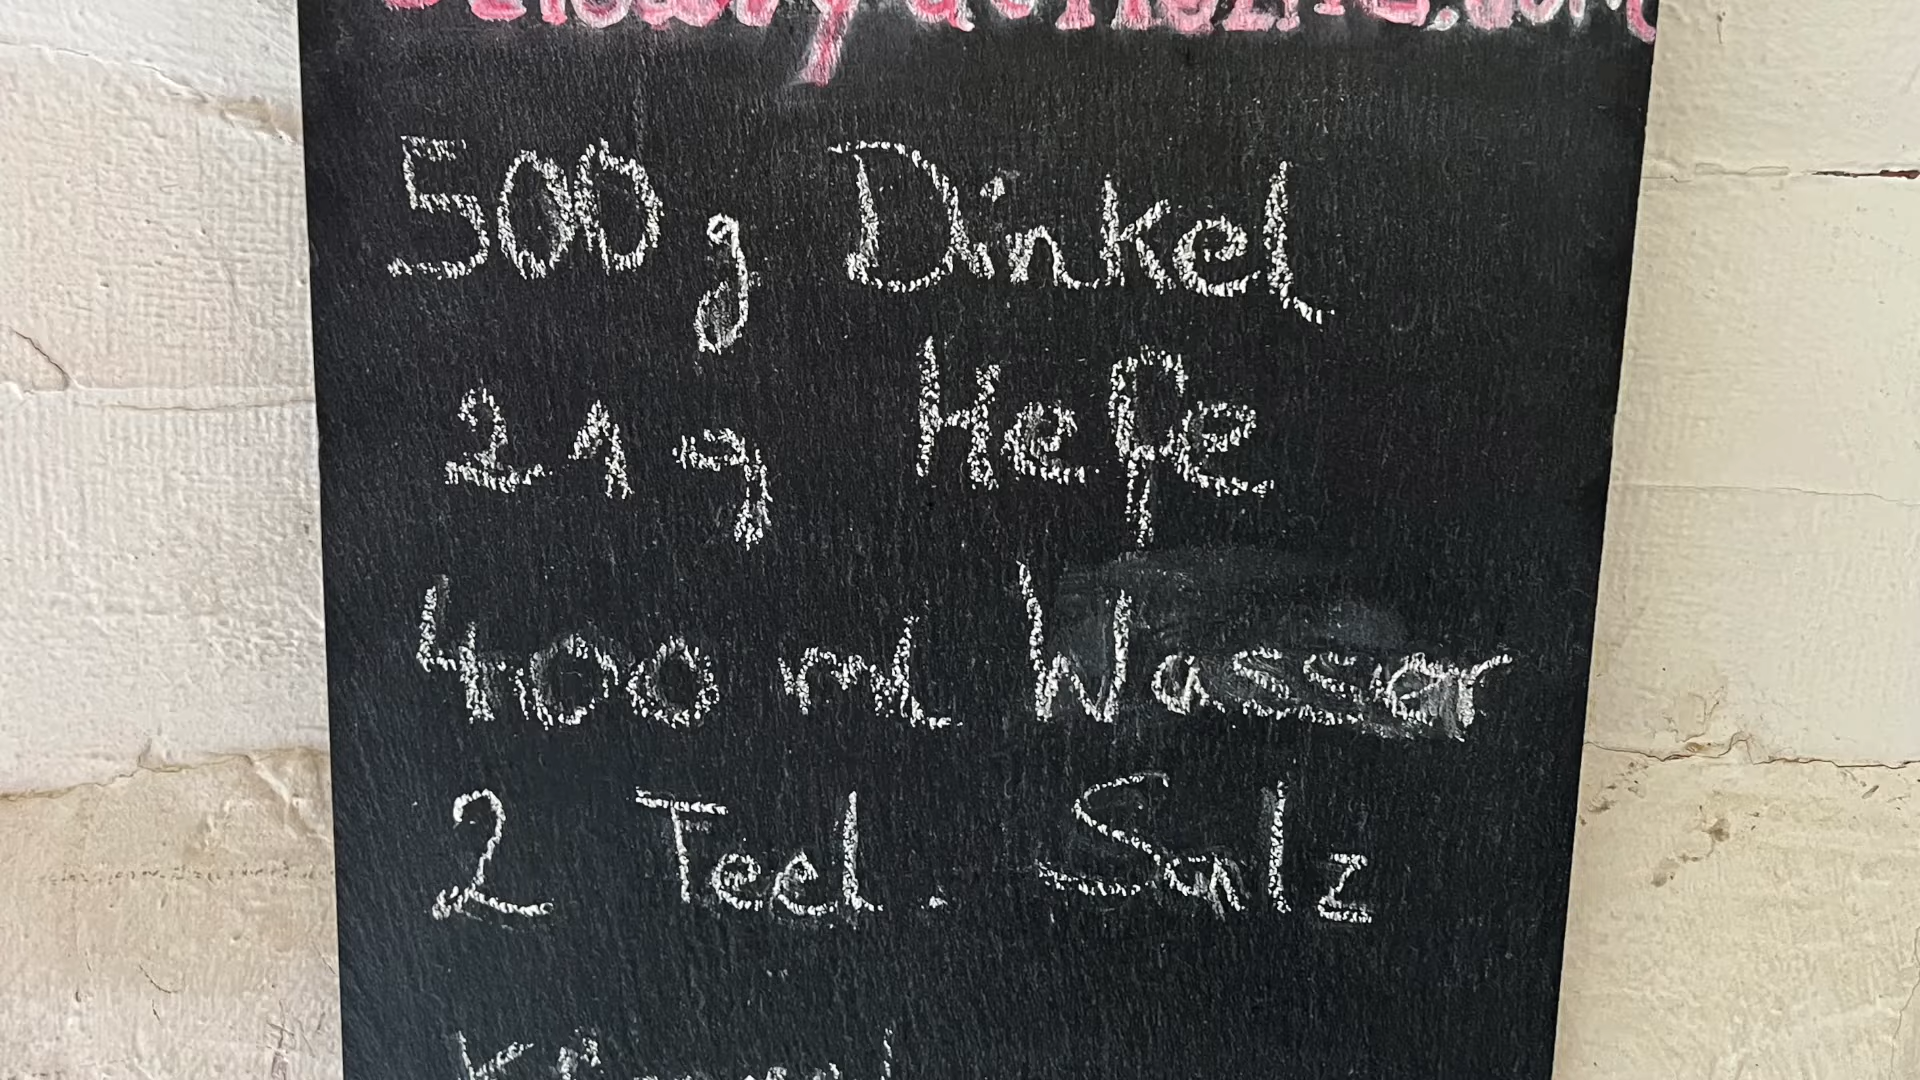 500 g Dinkel
21 g Hefe
400 ml Wasser
2 Teel. Salz